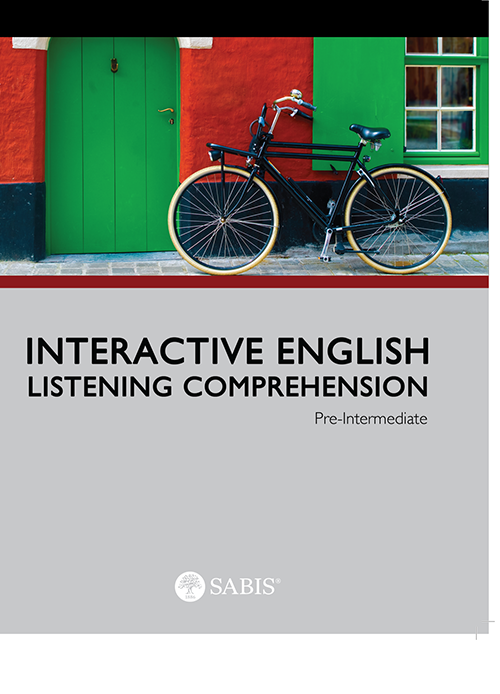 INTERACTIVE ENGLISH
LISTENING COMPREHENSION
Pre-Intermediate
SABIS®